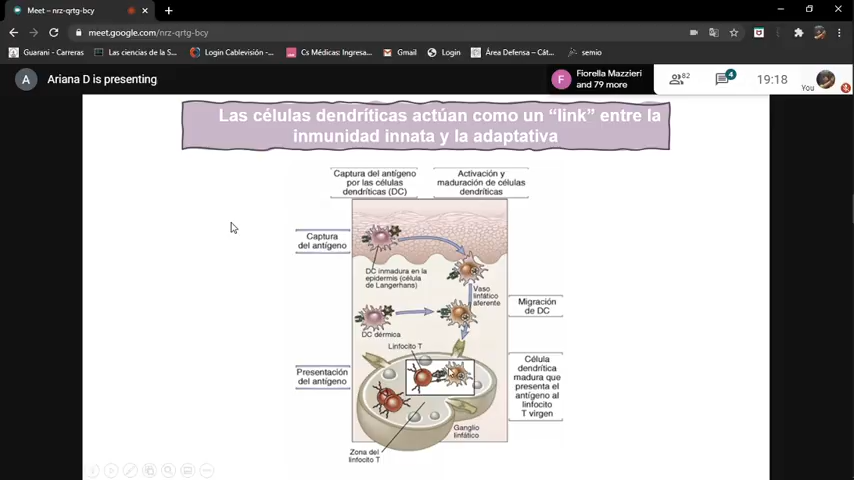 Meet – nrz-qrtg-bcy
meet.google.com/nrz-qrtg-bcy
Guarani - Carreras
Las ciencias de la S...
Login Cablevisión...
Cs Médicas: Ingresa...
Gmail
Login
Área Defensa – Cát...
semio
A
Ariana D is presenting
F
Fiorella Mazzieri
and 79 more
82
4
19:18
You
Las células dendríticas actúan como un “link” entre la
inmunidad innata y la adaptativa
Captura del antígeno
por las células
dendríticas (DC)
Activación y
maduración de células
dendríticas
Captura
del antígeno
DC inmadura en la
epidermis (célula
de Langerhans)
Vaso
linfático
aferente
Migración
de DC
DC dérmica
Linfocito T
Presentación
del antígeno
Célula
dendrítica
madura que
presenta el
antígeno al
linfocito
T virgen
Ganglio
linfático
Zona del
linfocito T